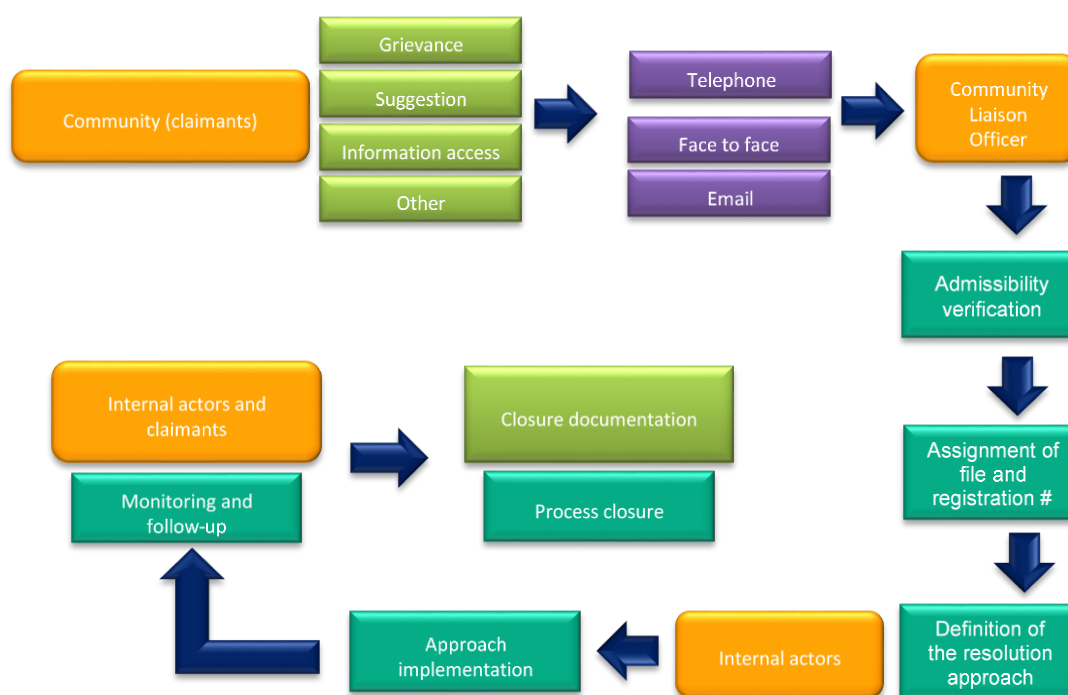 Community (claimants)
Grievance
Suggestion
Information access
Other
Telephone
Face to face
Email
Community
Liaison
Officer
Admissibility
verification
Assignment of
file and
registration #
Definition of
the resolution
approach
Internal actors
Approach
implementation
Internal actors and
claimants
Monitoring and
follow-up
Closure documentation
Process closure